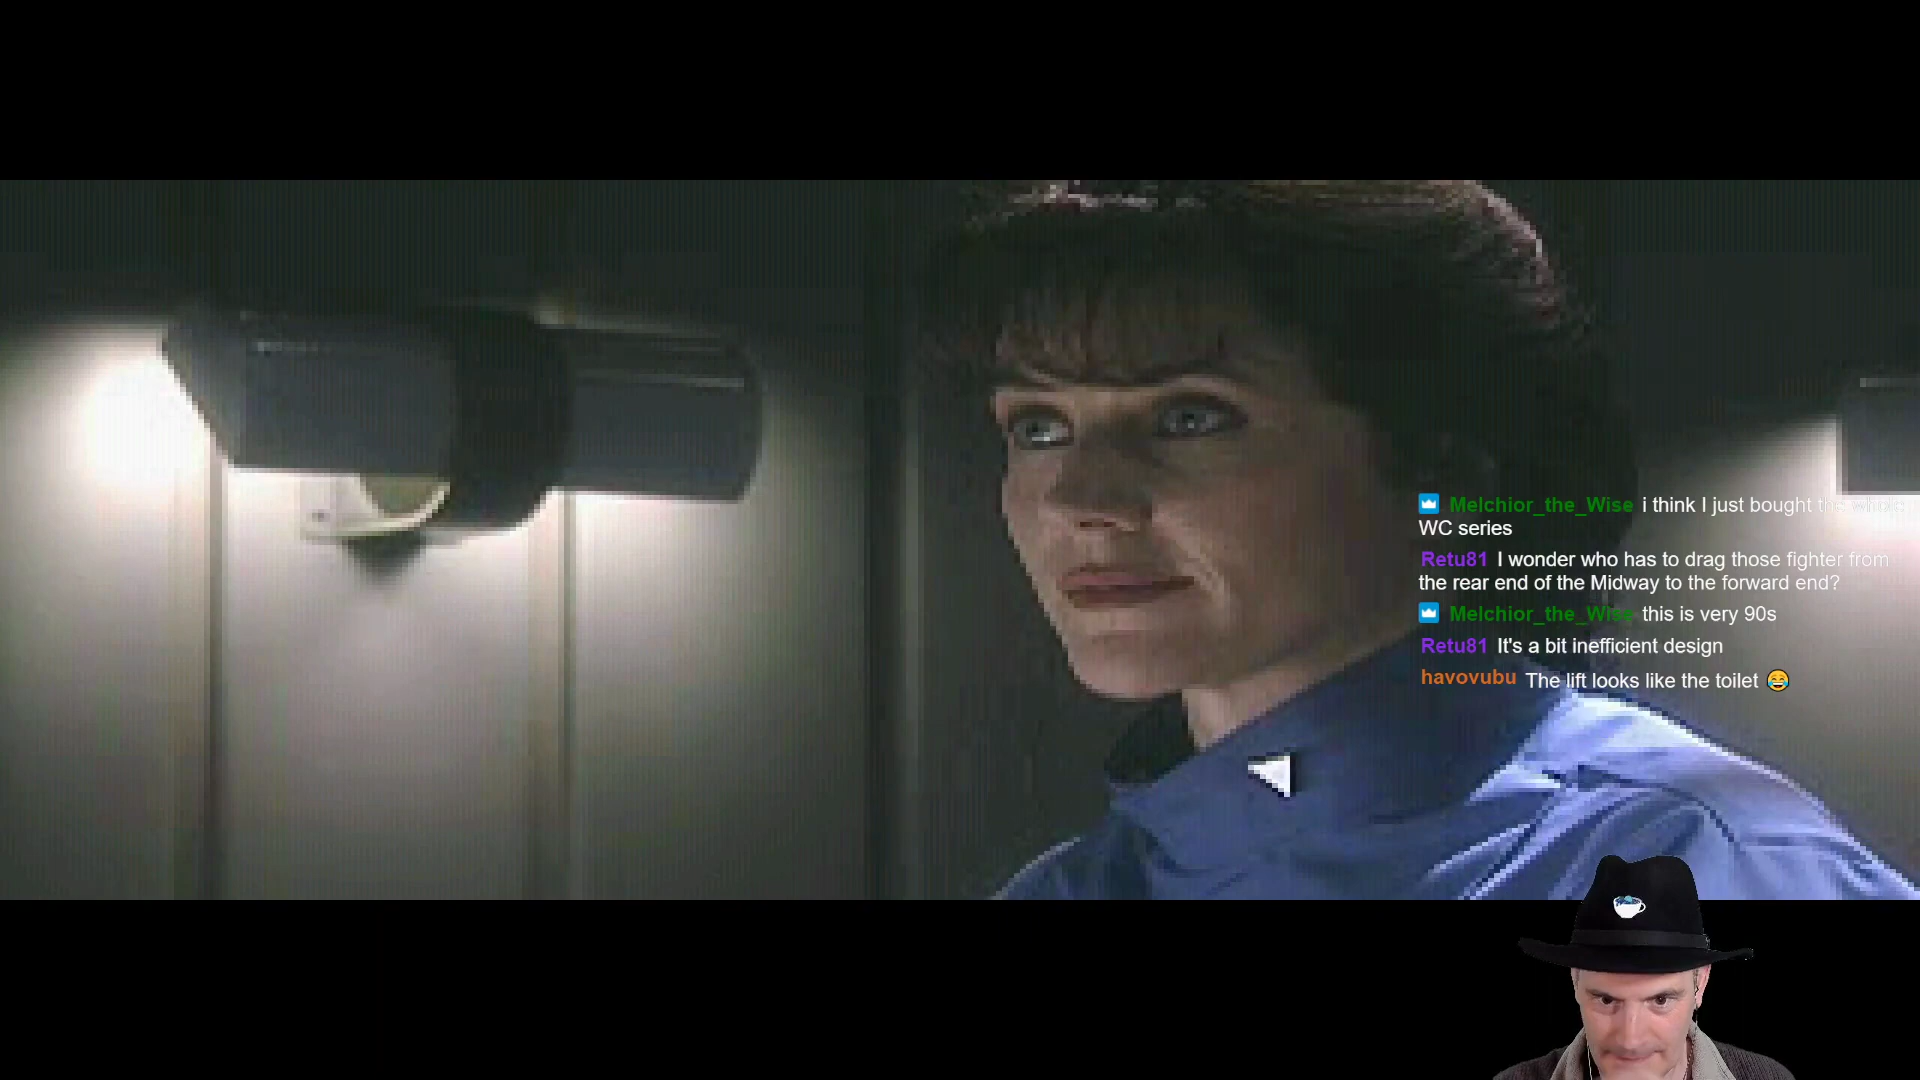 Melchior_the_Wise i think I just bought the whole
WC series
Retu81 I wonder who has to drag those fighter from
the rear end of the Midway to the forward end?
Melchior_the_Wise this is very 90s
Retu81 It's a bit inefficient design
havovubu The lift looks like the toilet 😂